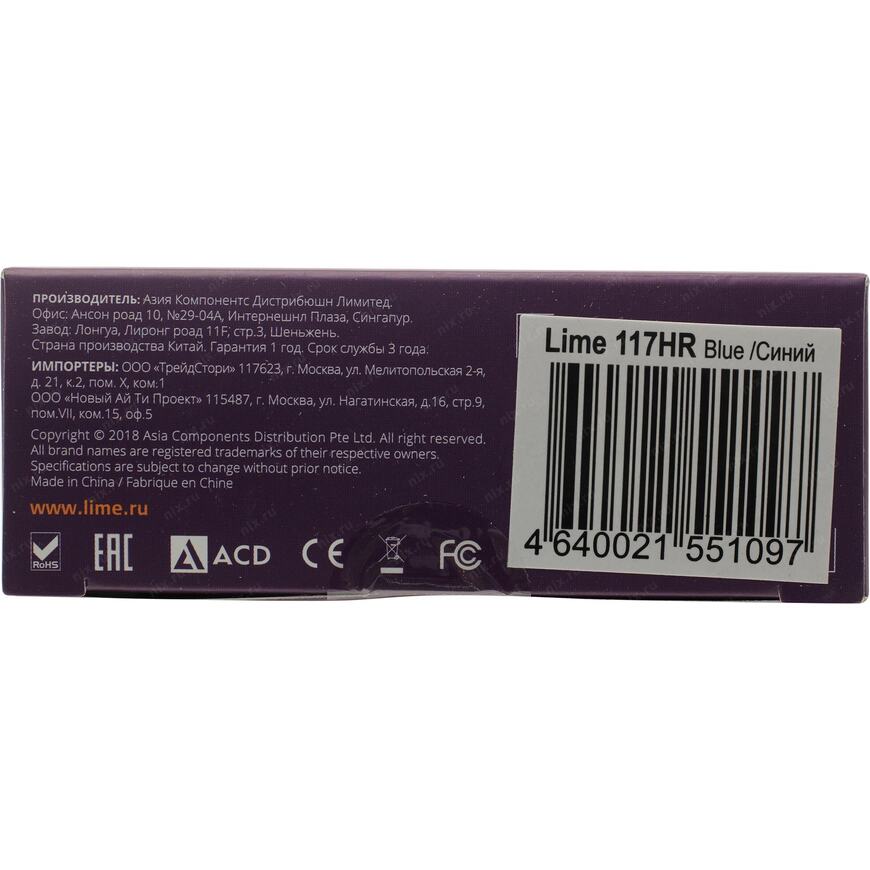 ПРОИЗВОДИТЕЛЬ: Азия Компонентс Дистрибюшн Лимитед.
Офис: Ансон роад 10, №29-04А, Интернешнл Плаза, Сингапур.
Завод: Лонгуа, Лиронг роад 11F, стр.3, Шеньжень.
Страна производства Китай. Гарантия 1 год. Срок службы 3 года.
ИМПОРТЕРЫ: ООО «ТрейдСтори» 117623, г. Москва, ул. Мелитопольская 2-я,
д. 21, к.2, пом. X, ком.1
ООО «Новый Ай Ти Проект» 115487, г. Москва, ул. Нагатинская, д.16, стр.9,
пом.VII, ком.15, оф.5
Copyright © 2018 Asia Components Distribution Pte Ltd. All right reserved.
All brand names are registered trademarks of their respective owners.
Specifications are subject to change without prior notice.
Made in China / Fabrique en Chine
www.lime.ru
RoHS
EAC
ACD
CE
FC
Lime 117HR Blue /Синий
4 640021 551097
nix.ru